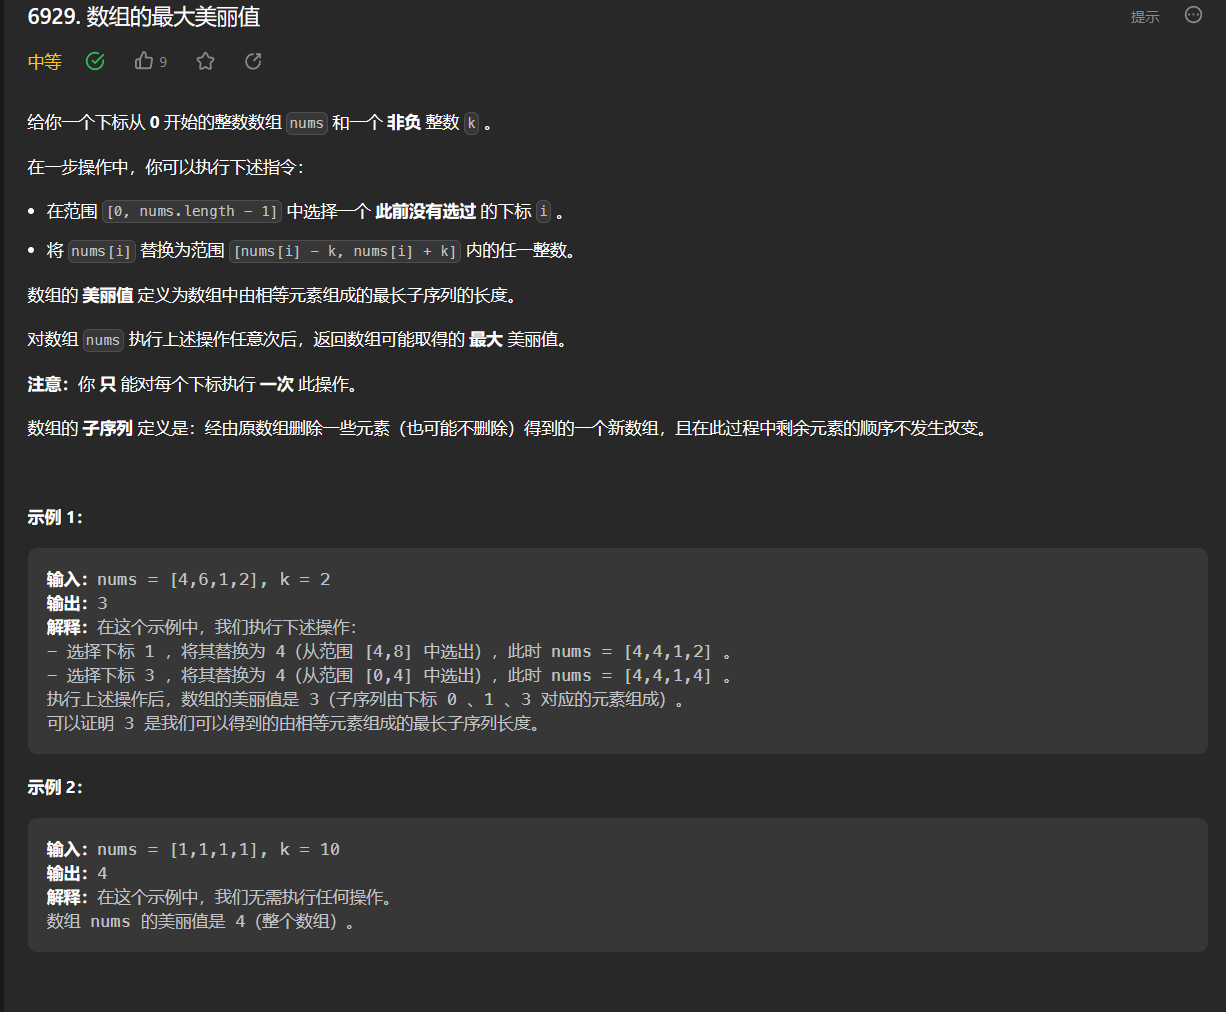 6929. 数组的最大美丽值
提示
中等
9
给你一个下标从 0 开始的整数数组 nums 和一个 非负 整数 k 。
在一步操作中，你可以执行下述指令：
• 在范围 [0, nums.length - 1] 中选择一个 此前没有选过 的下标 i 。
• 将 nums[i] 替换为范围 [nums[i] - k, nums[i] + k] 内的任一整数。
数组的 美丽值 定义为数组中由相等元素组成的最长子序列的长度。
对数组 nums 执行上述操作任意次后，返回数组可能取得的 最大 美丽值。
注意：你 只 能对每个下标执行 一次 此操作。
数组的 子序列 定义是：经由原数组删除一些元素（也可能不删除）得到的一个新数组，且在此过程中剩余元素的顺序不发生改变。
示例 1：
输入：nums = [4,6,1,2], k = 2
输出：3
解释：在这个示例中，我们执行下述操作：
- 选择下标 1 ，将其替换为 4（从范围 [4,8] 中选出），此时 nums = [4,4,1,2] 。
- 选择下标 3 ，将其替换为 4（从范围 [0,4] 中选出），此时 nums = [4,4,1,4] 。
执行上述操作后，数组的美丽值是 3（子序列由下标 0 、1 、3 对应的元素组成）。
可以证明 3 是我们可以得到的由相等元素组成的最长子序列长度。
示例 2：
输入：nums = [1,1,1,1], k = 10
输出：4
解释：在这个示例中，我们无需执行任何操作。
数组 nums 的美丽值是 4（整个数组）。